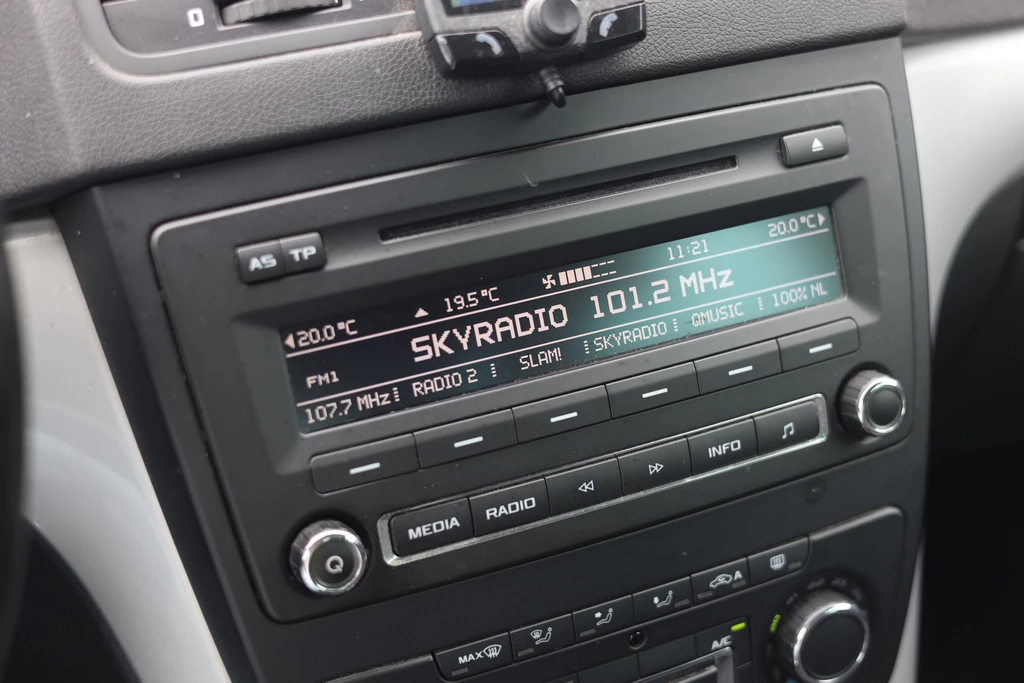 0
AS TP
20.0 °C 19.5 °C 11:21 20.0 °C
FM1 SKYRADIO 101.2 MHz
107.7 MHz RADIO 2 SLAM! SKYRADIO QMUSIC 100% NL
MEDIA RADIO INFO
Q
MAX A
A/C